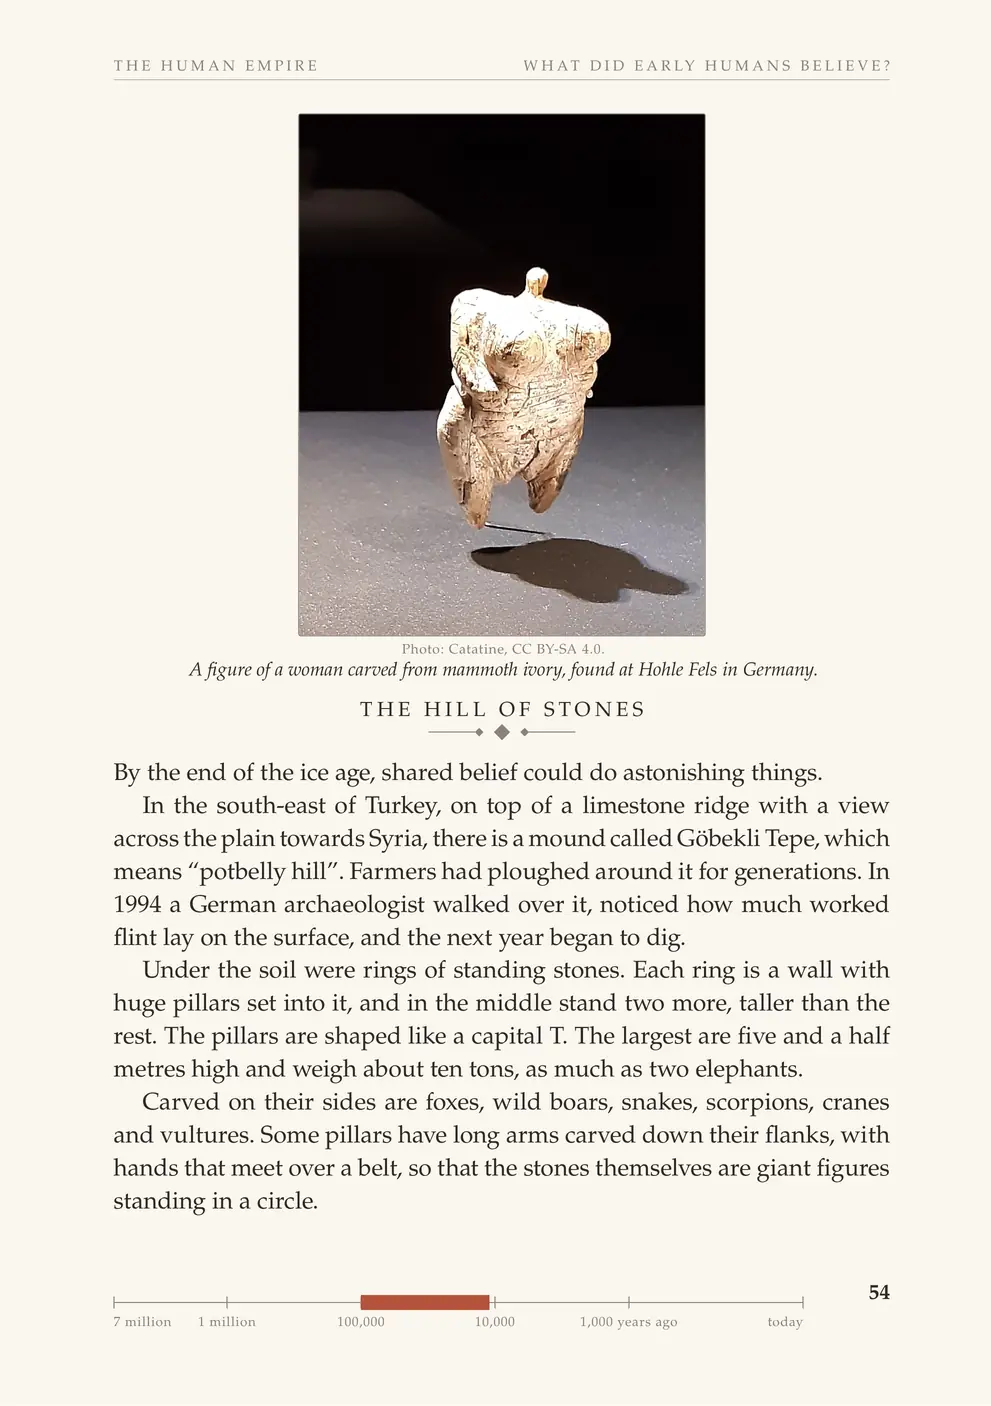 THE HUMAN EMPIRE
WHAT DID EARLY HUMANS BELIEVE?
Photo: Catatine, CC BY-SA 4.0.
A figure of a woman carved from mammoth ivory, found at Hohle Fels in Germany.
THE HILL OF STONES
By the end of the ice age, shared belief could do astonishing things.
In the south-east of Turkey, on top of a limestone ridge with a view
across the plain towards Syria, there is a mound called Göbekli Tepe, which
means “potbelly hill”. Farmers had ploughed around it for generations. In
1994 a German archaeologist walked over it, noticed how much worked
flint lay on the surface, and the next year began to dig.
Under the soil were rings of standing stones. Each ring is a wall with
huge pillars set into it, and in the middle stand two more, taller than the
rest. The pillars are shaped like a capital T. The largest are five and a half
metres high and weigh about ten tons, as much as two elephants.
Carved on their sides are foxes, wild boars, snakes, scorpions, cranes
and vultures. Some pillars have long arms carved down their flanks, with
hands that meet over a belt, so that the stones themselves are giant figures
standing in a circle.
54
7 million 1 million 100,000 10,000 1,000 years ago today